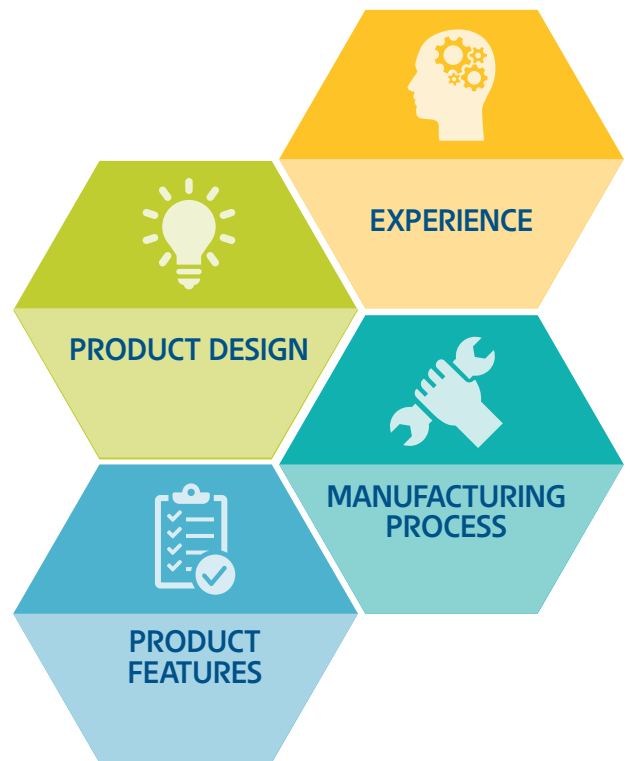 EXPERIENCE
PRODUCT DESIGN
MANUFACTURING
PROCESS
PRODUCT
FEATURES